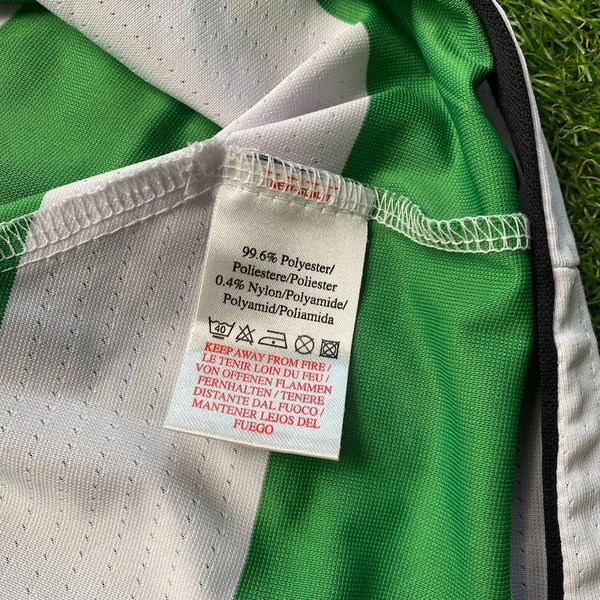 99.6% Polyester/
Poliestere/Poliester
0.4% Nylon/Polyamide/
Polyamid/Poliamida
40
KEEP AWAY FROM FIRE /
LE TENIR LOIN DU FEU /
VON OFFENEN FLAMMEN
FERNHALTEN / TENERE
DISTANTE DAL FUOCO /
MANTENER LEJOS DEL
FUEGO